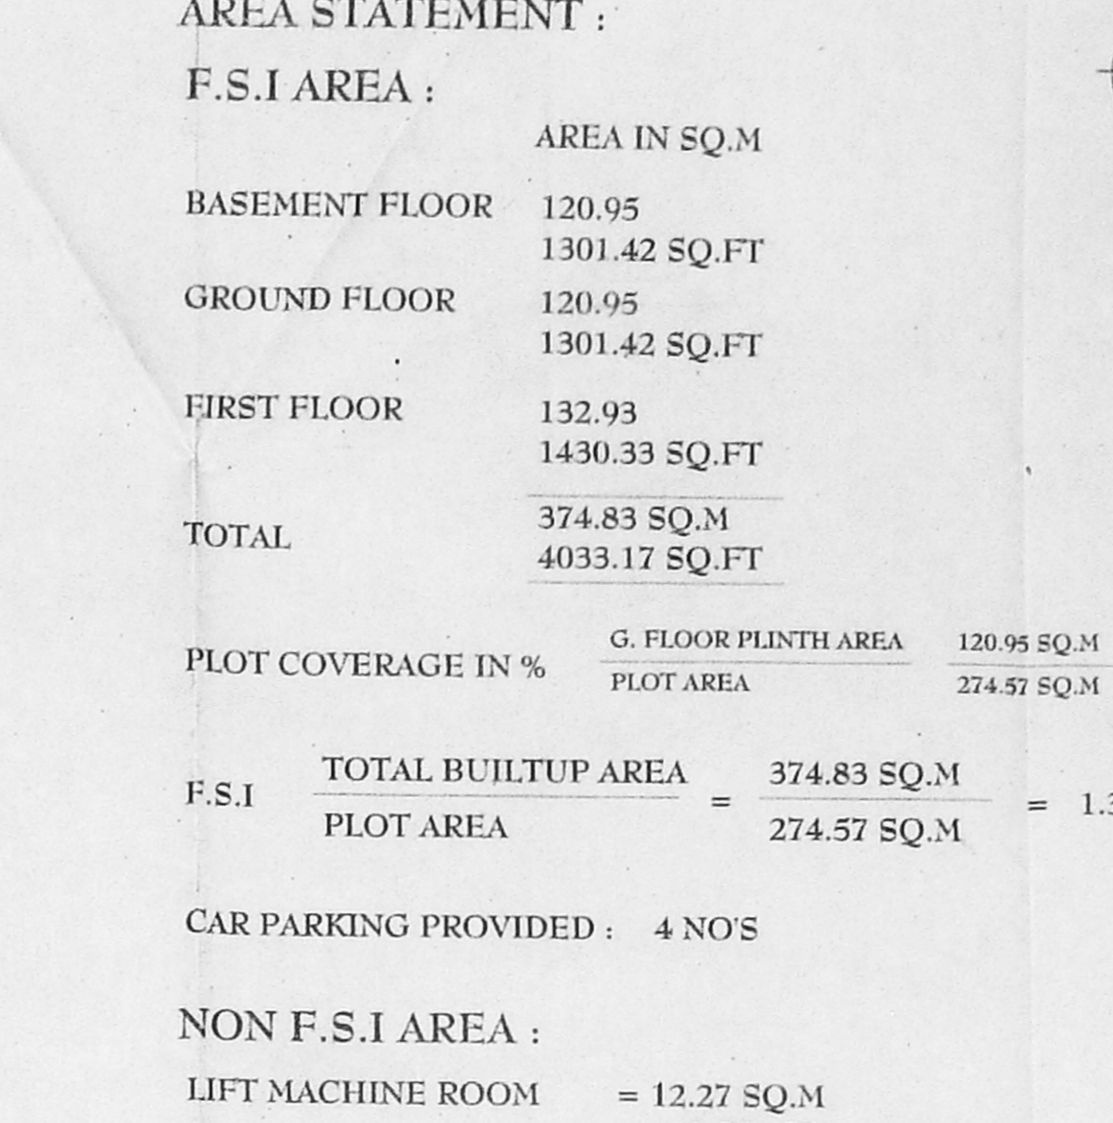 AREA STATEMENT :
F.S.I AREA :
AREA IN SQ.M
BASEMENT FLOOR 120.95
1301.42 SQ.FT
GROUND FLOOR 120.95
1301.42 SQ.FT
FIRST FLOOR 132.93
1430.33 SQ.FT
TOTAL 374.83 SQ.M
4033.17 SQ.FT
PLOT COVERAGE IN % G. FLOOR PLINTH AREA 120.95 SQ.M
PLOT AREA 274.57 SQ.M
F.S.I TOTAL BUILTUP AREA = 374.83 SQ.M = 1.3
PLOT AREA 274.57 SQ.M
CAR PARKING PROVIDED : 4 NO'S
NON F.S.I AREA :
LIFT MACHINE ROOM = 12.27 SQ.M